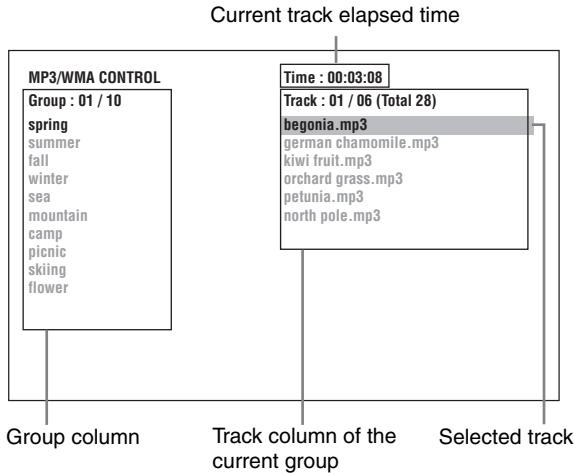 Current track elapsed time
MP3/WMA CONTROL
Time : 00:03:08
Group : 01 / 10
spring
summer
fall
winter
sea
mountain
camp
picnic
skiing
flower
Track : 01 / 06 (Total 28)
begonia.mp3
german chamomile.mp3
kiwi fruit.mp3
orchard grass.mp3
petunia.mp3
north pole.mp3
Group column
Track column of the
current group
Selected track